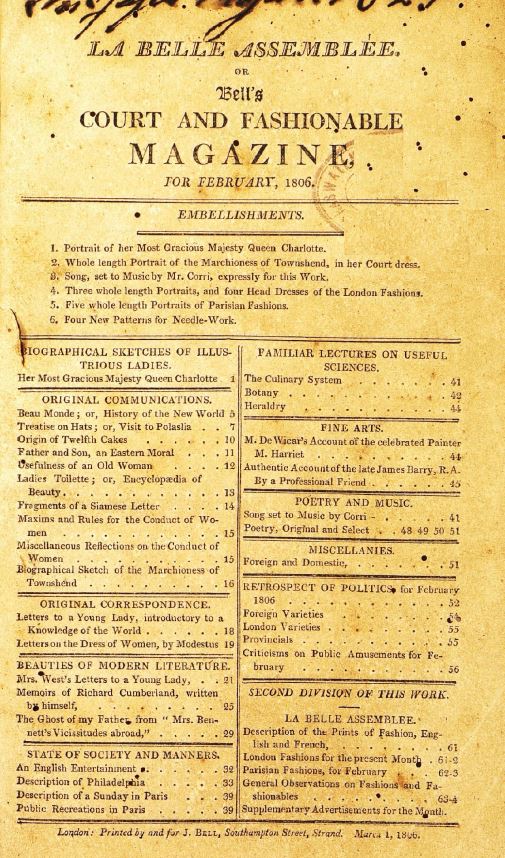 LA BELLE ASSEMBLÉE,
OR
Bell's
COURT AND FASHIONABLE
MAGAZINE,
FOR FEBRUARY, 1806.
EMBELLISHMENTS.
1. Portrait of her Most Gracious Majesty Queen Charlotte.
2. Whole length Portrait of the Marchioness of Townshend, in her Court dress.
3. Song, set to Music by Mr. Corri, expressly for this Work.
4. Three whole length Portraits, and four Head Dresses of the London Fashions.
5. Five whole length Portraits of Parisian Fashions.
6. Four New Patterns for Needle-Work.
BIOGRAPHICAL SKETCHES OF ILLUS-
TRIOUS LADIES.
Her Most Gracious Majesty Queen Charlotte . 1
ORIGINAL COMMUNICATIONS.
Beau Monde; or, History of the New World 5
Treatise on Hats; or, Visit to Polaslia . . . 7
Origin of Twelfth Cakes . . . . . . 10
Father and Son, an Eastern Moral . . . . 11
Usefulness of an Old Woman . . . . . 12
Ladies Toilette; or, Encyclopædia of
Beauty . . . . . . . . . . . . 13
Fragments of a Siamese Letter . . . . . 14
Maxims and Rules for the Conduct of Wo-
men . . . . . . . . . . . . . 15
Miscellaneous Reflections on the Conduct of
Women . . . . . . . . . . . . 15
Biographical Sketch of the Marchioness of
Townshend . . . . . . . . . . . 16
ORIGINAL CORRESPONDENCE.
Letters to a Young Lady, introductory to a
Knowledge of the World . . . . . . 18
Letters on the Dress of Women, by Modestus 19
BEAUTIES OF MODERN LITERATURE.
Mrs. West's Letters to a Young Lady, . . 21
Memoirs of Richard Cumberland, written
by himself, . . . . . . . . . . 25
The Ghost of my Father, from " Mrs. Ben-
nett's Vicissitudes abroad," . . . . . 29
STATE OF SOCIETY AND MANNERS.
An English Entertainment . . . . . . 32
Description of Philadelphia . . . . . 33
Description of a Sunday in Paris . . . . 39
Public Recreations in Paris . . . . . 39
FAMILIAR LECTURES ON USEFUL
SCIENCES.
The Culinary System . . . . . . . 41
Botany . . . . . . . . . . . . 42
Heraldry . . . . . . . . . . . 44
FINE ARTS.
M. De Wicar's Account of the celebrated Painter
M. Harriet . . . . . . . . . . 44
Authentic Account of the late James Barry, R.A.
By a Professional Friend . . . . . . 45
POETRY AND MUSIC.
Song set to Music by Corri . . . . . . 41
Poetry, Original and Select . . . 48 49 50 51
MISCELLANIES.
Foreign and Domestic, . . . . . . . 51
RETROSPECT OF POLITICS, for February
1806 . . . . . . . . . . . . . 52
Foreign Varieties . . . . . . . .
London Varieties . . . . . . . . . 55
Provincials . . . . . . . . . . . 55
Criticisms on Public Amusements for Fe-
bruary . . . . . . . . . . . . 56
SECOND DIVISION OF THIS WORK.
LA BELLE ASSEMBLEE.
Description of the Prints of Fashion, Eng-
lish and French, . . . . . . . . . 61
London Fashions for the present Month . 61-2
Parisian Fashions, for February . . . 62-3
General Observations on Fashions and Fa-
shionables . . . . . . . . . . 63-4
Supplementary Advertisements for the Month.
London: Printed by and for J. BELL, Southampton Street, Strand. March 1, 1806.